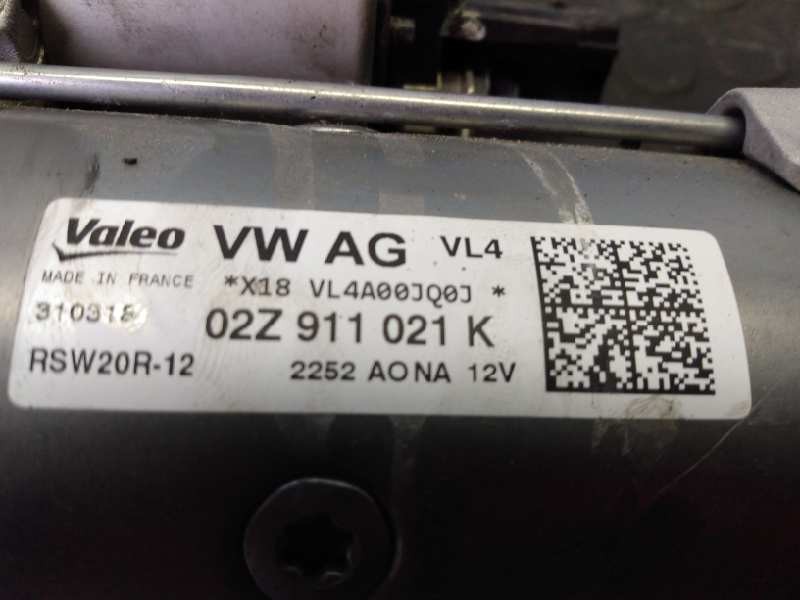 Valeo VW AG VL4
MADE IN FRANCE *X18 VL4A00JQ0J *
310318 02Z 911 021 K
RSW20R-12 2252 AONA 12V